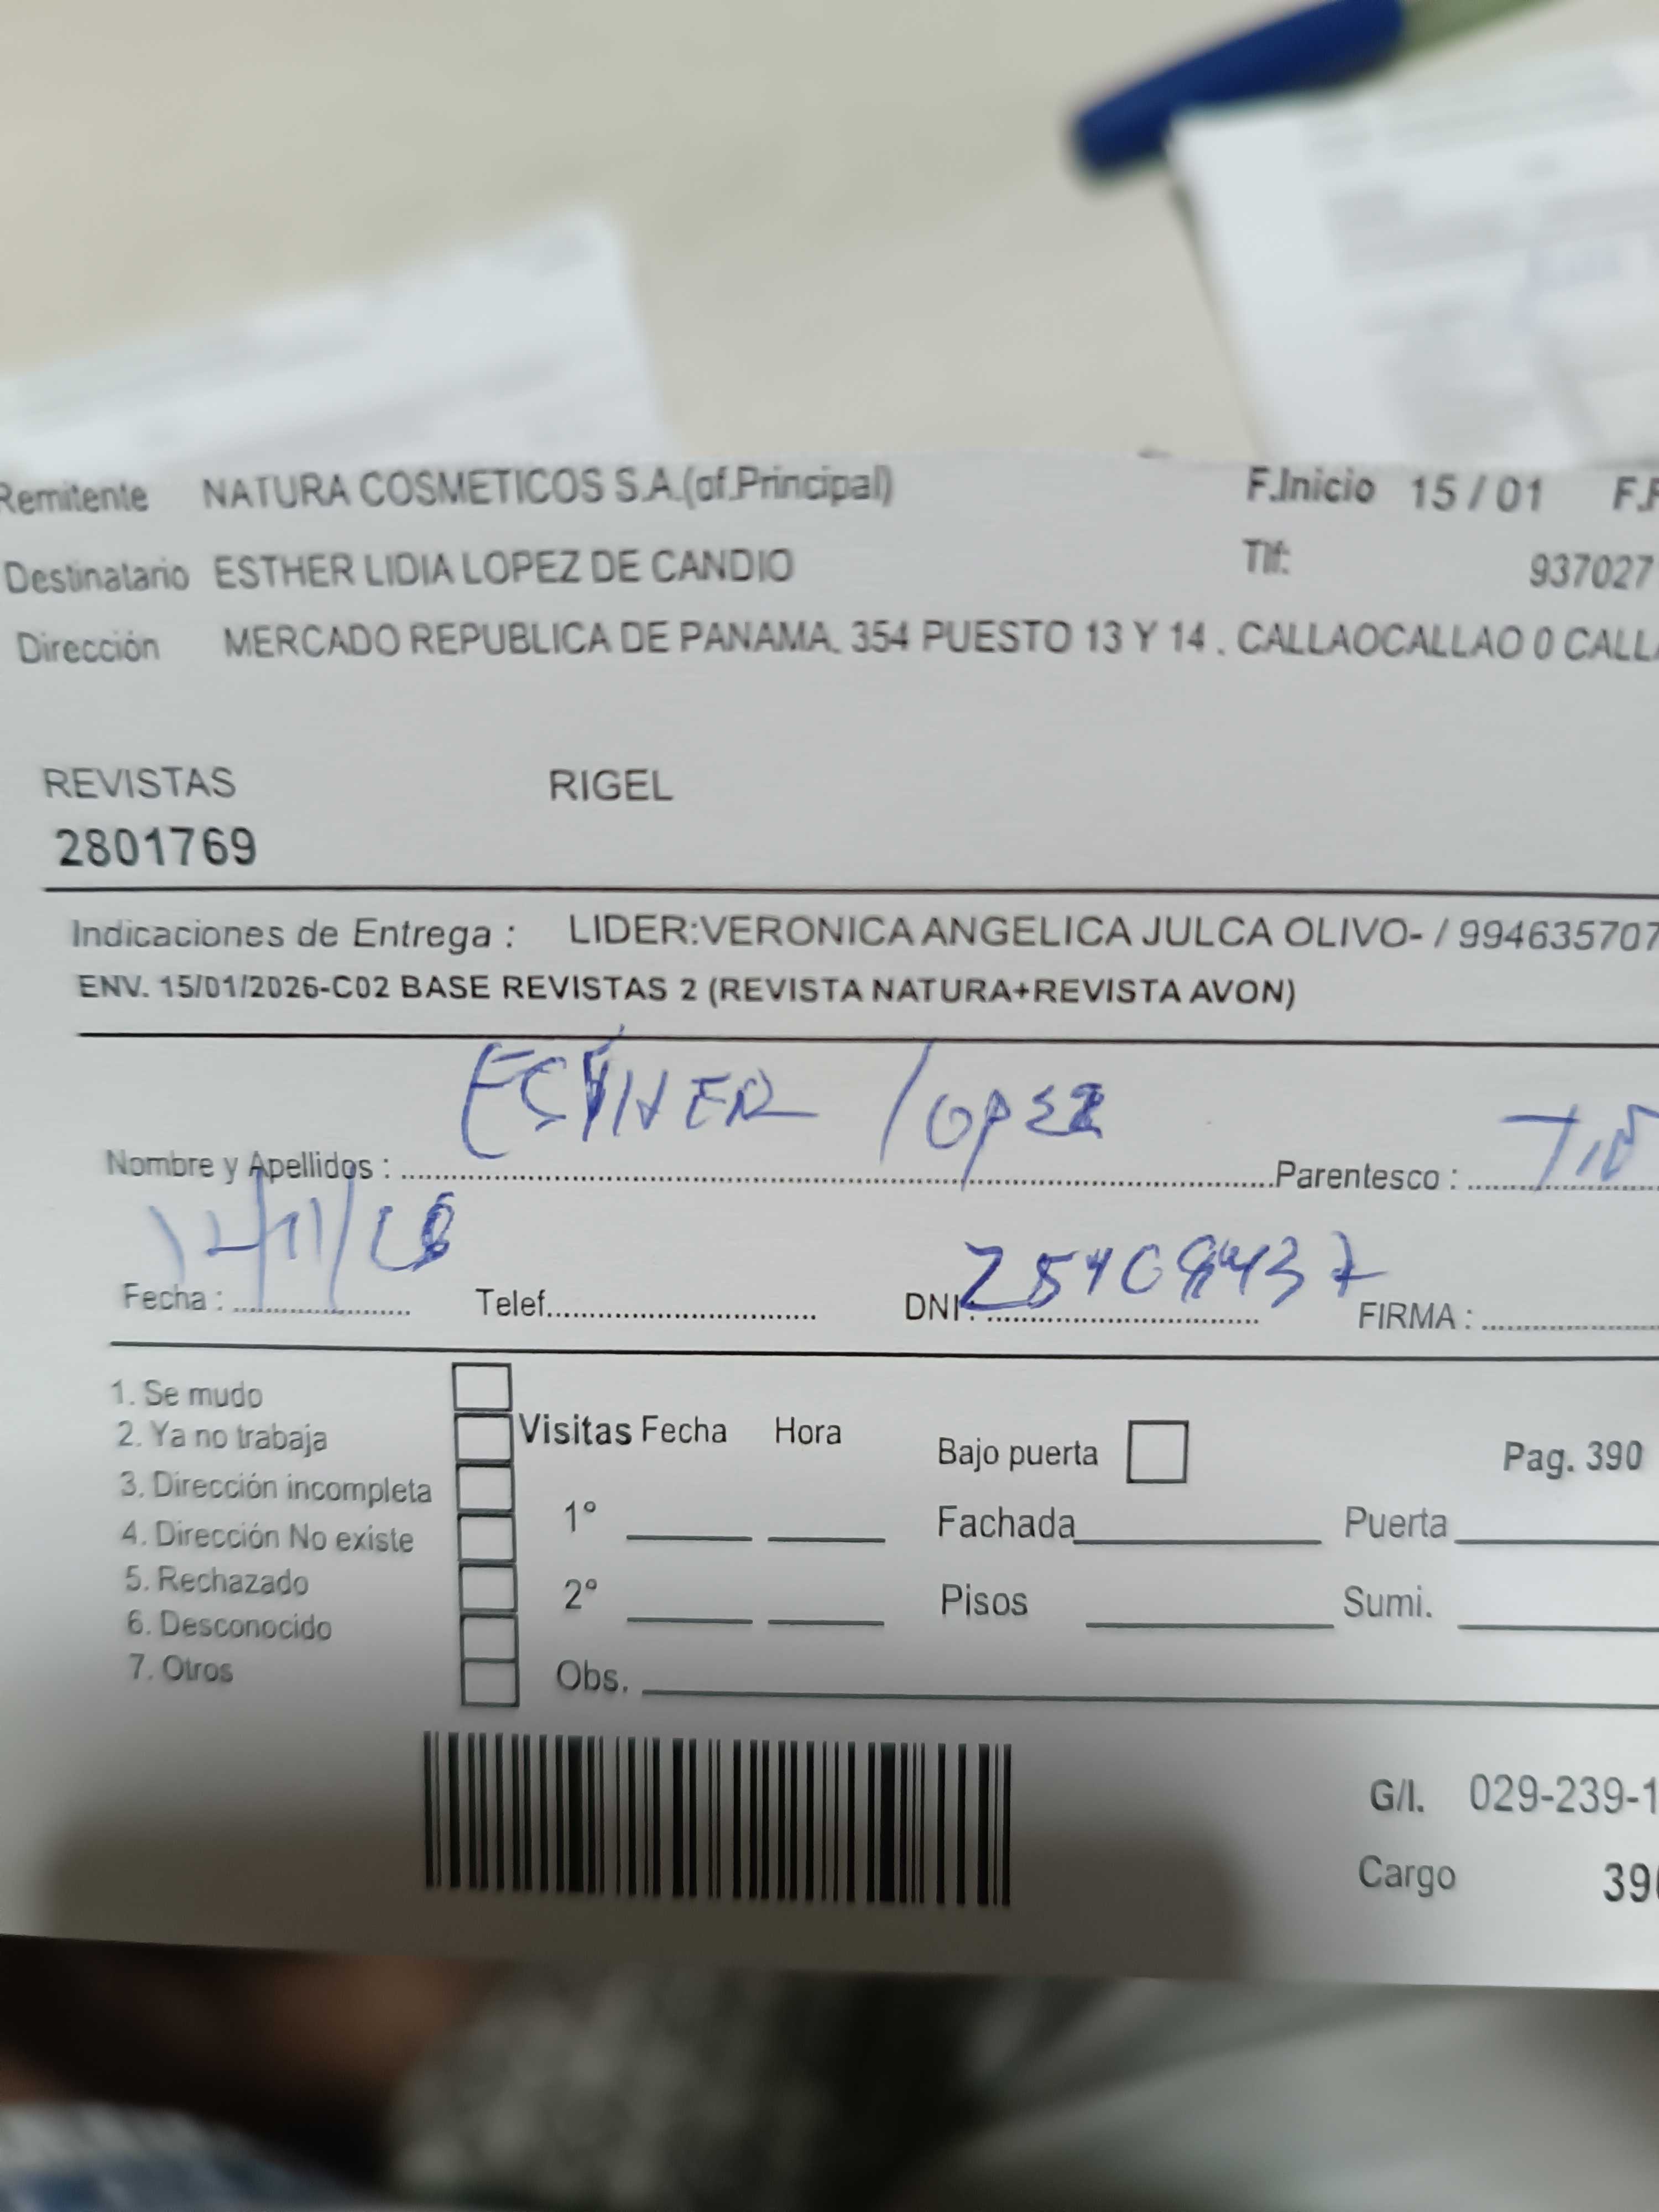 Remitente NATURA COSMETICOS S.A.(of.Principal) F.Inicio 15 / 01
Destinatario ESTHER LIDIA LOPEZ DE CANDIO Tlf: 937027
Dirección MERCADO REPUBLICA DE PANAMA. 354 PUESTO 13 Y 14 . CALLAOCALLAO 0 CALL
REVISTAS RIGEL
2801769
Indicaciones de Entrega : LIDER:VERONICA ANGELICA JULCA OLIVO- / 994635707
ENV. 15/01/2026-C02 BASE REVISTAS 2 (REVISTA NATURA+REVISTA AVON)
Nombre y Apellidos : ESTHER lopez Parentesco :
Fecha : Telef. DNI: FIRMA :
1. Se mudo
2. Ya no trabaja Visitas Fecha Hora Bajo puerta Pag. 390
3. Dirección incompleta
4. Dirección No existe 1° Fachada Puerta
5. Rechazado
6. Desconocido 2° Pisos Sumi.
7. Otros Obs.
G/I. 029-239-1
Cargo 39